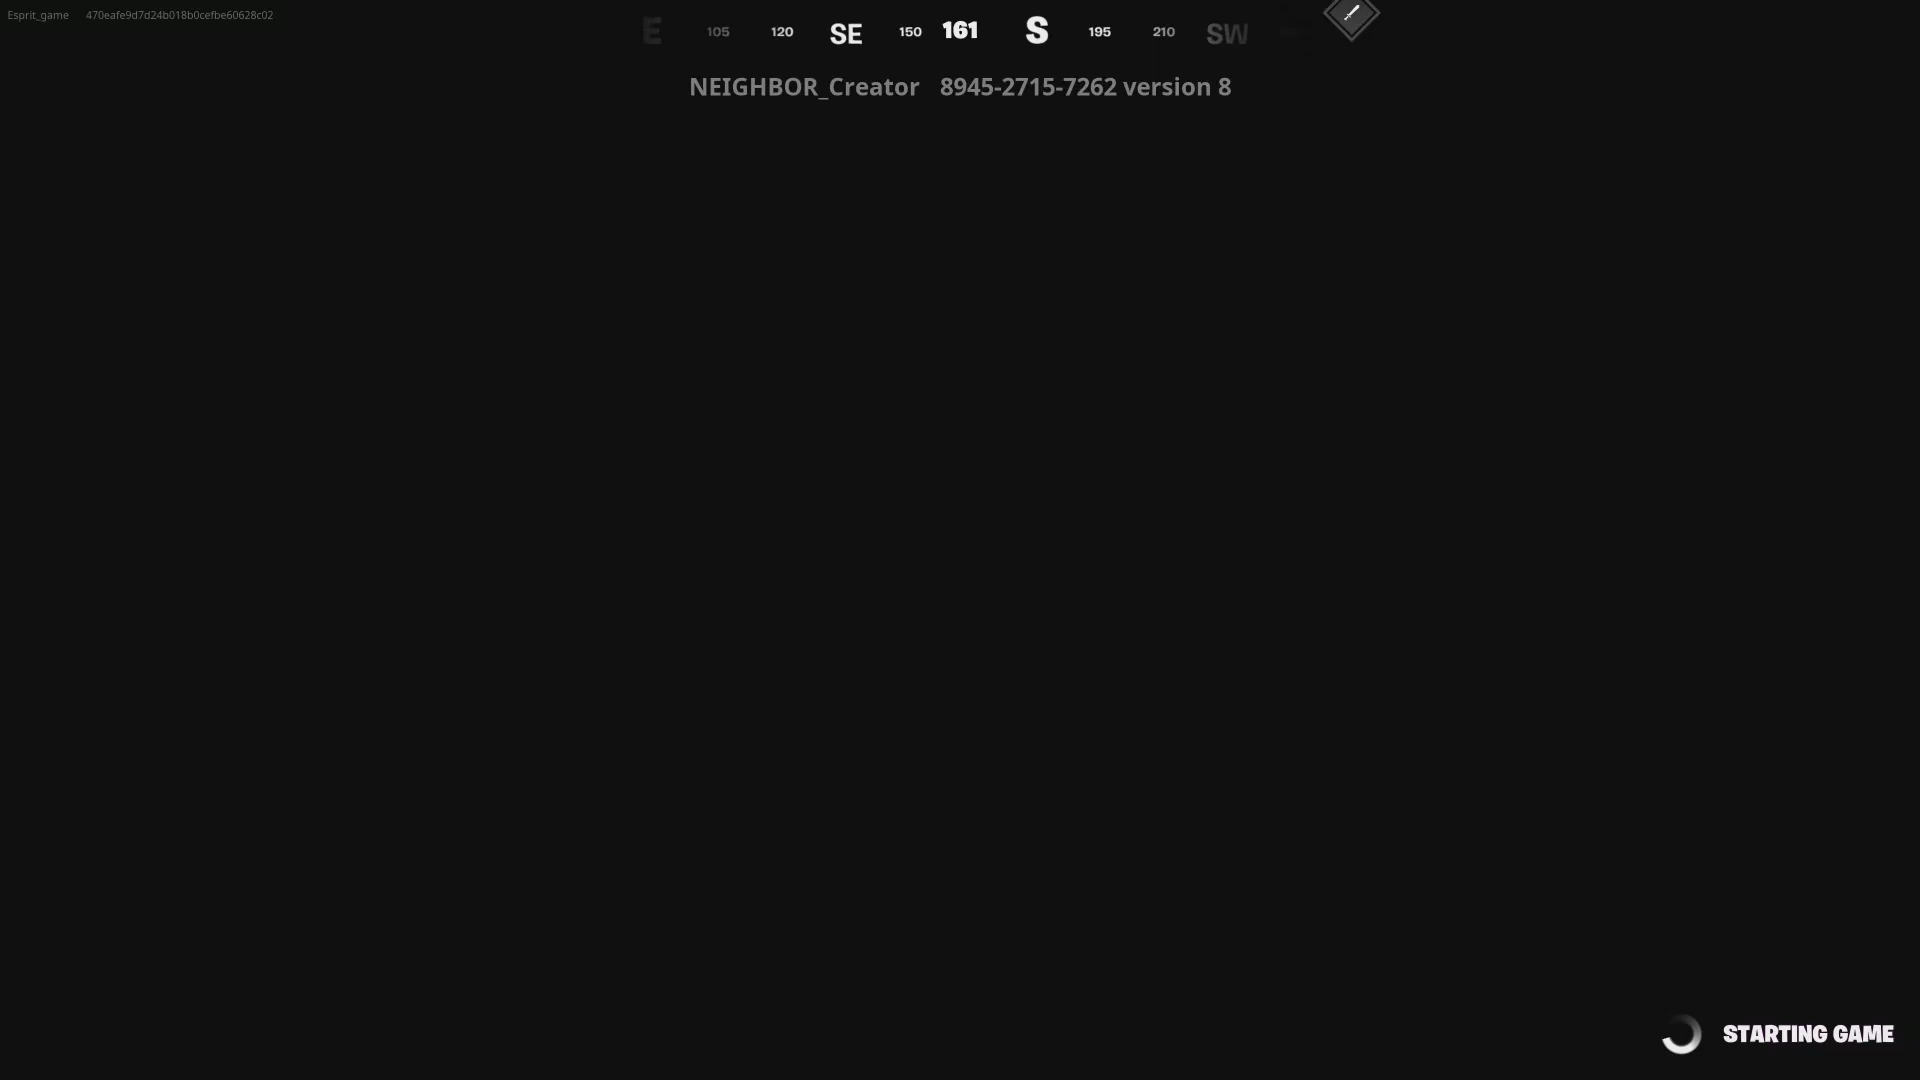 Esprit_game 470eafe9d7d24b018b0cefbe60628c02
E 105 120 SE 150 161 S 195 210 SW
NEIGHBOR_Creator 8945-2715-7262 version 8
STARTING GAME